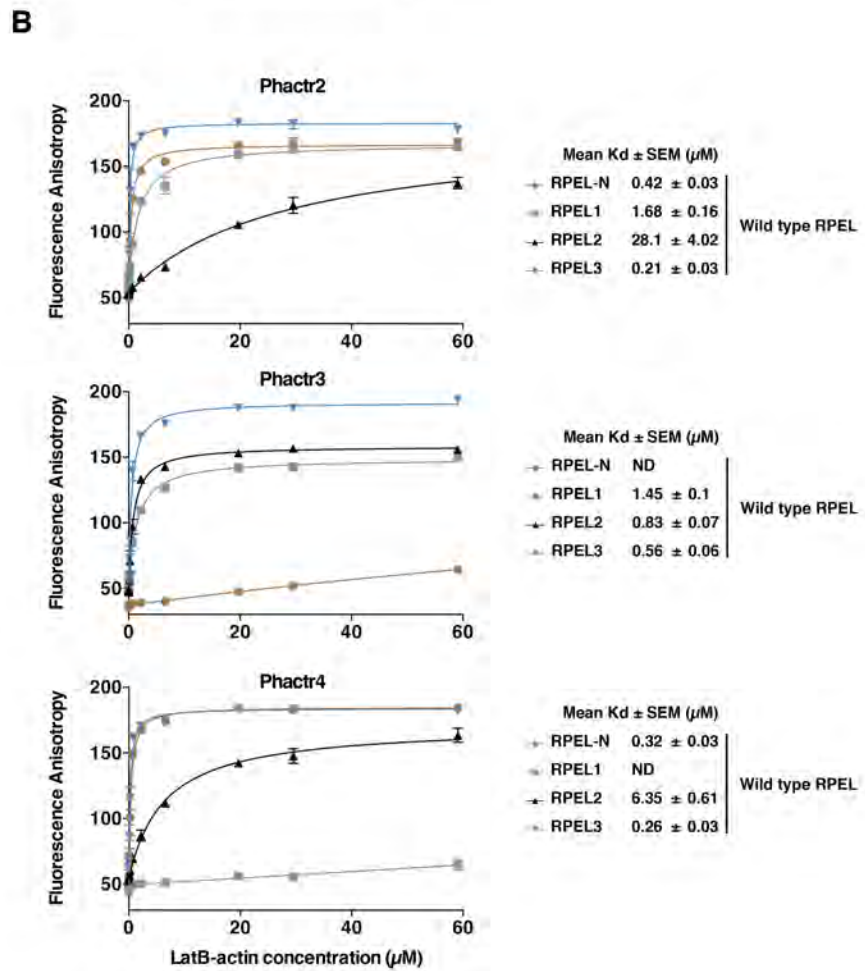 B
Phactr2
Fluorescence Anisotropy
200
150
100
50
0 20 40 60
Mean Kd ± SEM (µM)
RPEL-N 0.42 ± 0.03
RPEL1 1.68 ± 0.16
RPEL2 28.1 ± 4.02
RPEL3 0.21 ± 0.03
Wild type RPEL
Phactr3
Fluorescence Anisotropy
200
150
100
50
0 20 40 60
Mean Kd ± SEM (µM)
RPEL-N ND
RPEL1 1.45 ± 0.1
RPEL2 0.83 ± 0.07
RPEL3 0.56 ± 0.06
Wild type RPEL
Phactr4
Fluorescence Anisotropy
200
150
100
50
0 20 40 60
LatB-actin concentration (µM)
Mean Kd ± SEM (µM)
RPEL-N 0.32 ± 0.03
RPEL1 ND
RPEL2 6.35 ± 0.61
RPEL3 0.26 ± 0.03
Wild type RPEL